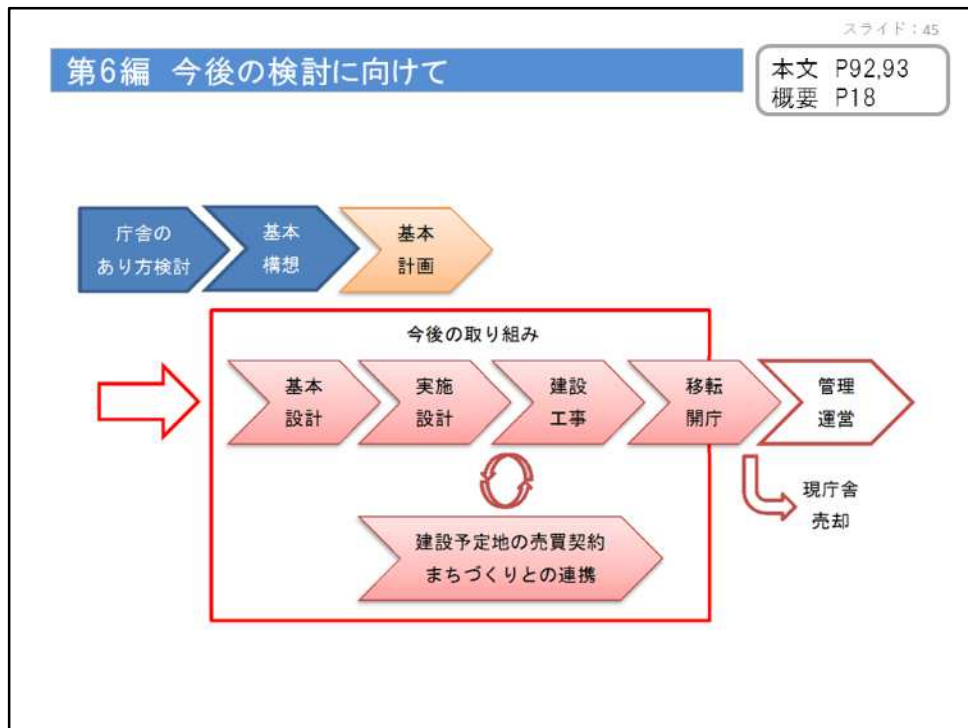 スライド：45
第6編 今後の検討に向けて
本文 P92,93
概要 P18
庁舎の
あり方検討
基本
構想
基本
計画
今後の取り組み
基本
設計
実施
設計
建設
工事
移転
開庁
管理
運営
現庁舎
売却
建設予定地の売買契約
まちづくりとの連携